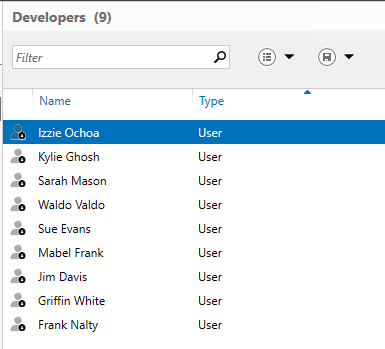 Developers (9)
Filter
Name Type
Izzie Ochoa User
Kylie Ghosh User
Sarah Mason User
Waldo Valdo User
Sue Evans User
Mabel Frank User
Jim Davis User
Griffin White User
Frank Nalty User